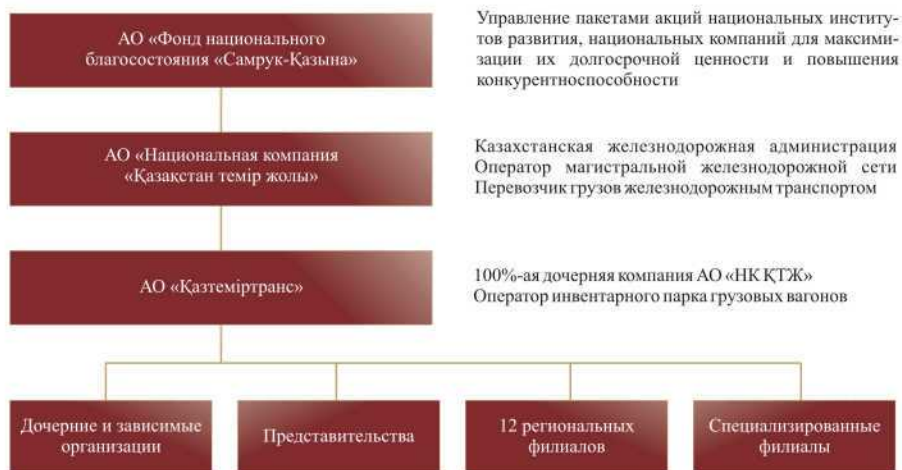 АО «Фонд национального
благосостояния «Самрук-Қазына»
Управление пакетами акций национальных институ-
тов развития, национальных компаний для максими-
зации их долгосрочной ценности и повышения
конкурентноспособности
АО «Национальная компания
«Қазақстан темір жолы»
Казахстанская железнодорожная администрация
Оператор магистральной железнодорожной сети
Перевозчик грузов железнодорожным транспортом
АО «Қазтеміртранс»
100%-ая дочерняя компания АО «НК ҚТЖ»
Оператор инвентарного парка грузовых вагонов
Дочерние и зависимые
организации
Представительства
12 региональных
филиалов
Специализированные
филиалы